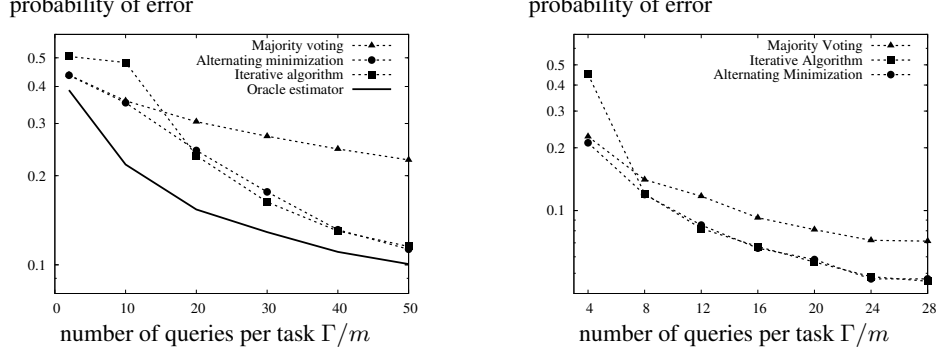 probability of error
0.5
0.4
0.3
0.2
0.1
Majority voting
Alternating minimization
Iterative algorithm
Oracle estimator
0 10 20 30 40 50
number of queries per task Γ/m
probability of error
0.5
0.4
0.3
0.2
0.1
Majority Voting
Iterative Algorithm
Alternating Minimization
4 8 12 16 20 24 28
number of queries per task Γ/m